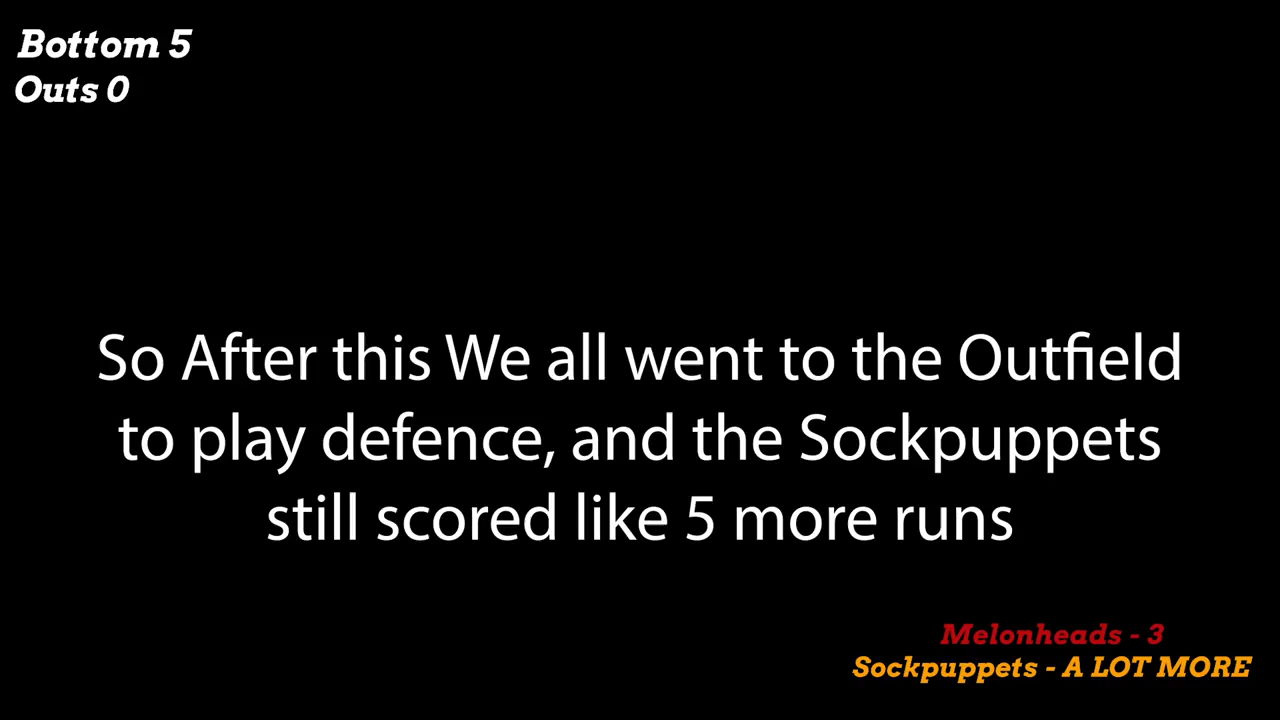 Bottom 5
Outs 0
So After this We all went to the Outfield
to play defence, and the Sockpuppets
still scored like 5 more runs
Melonheads - 3
Sockpuppets - A LOT MORE